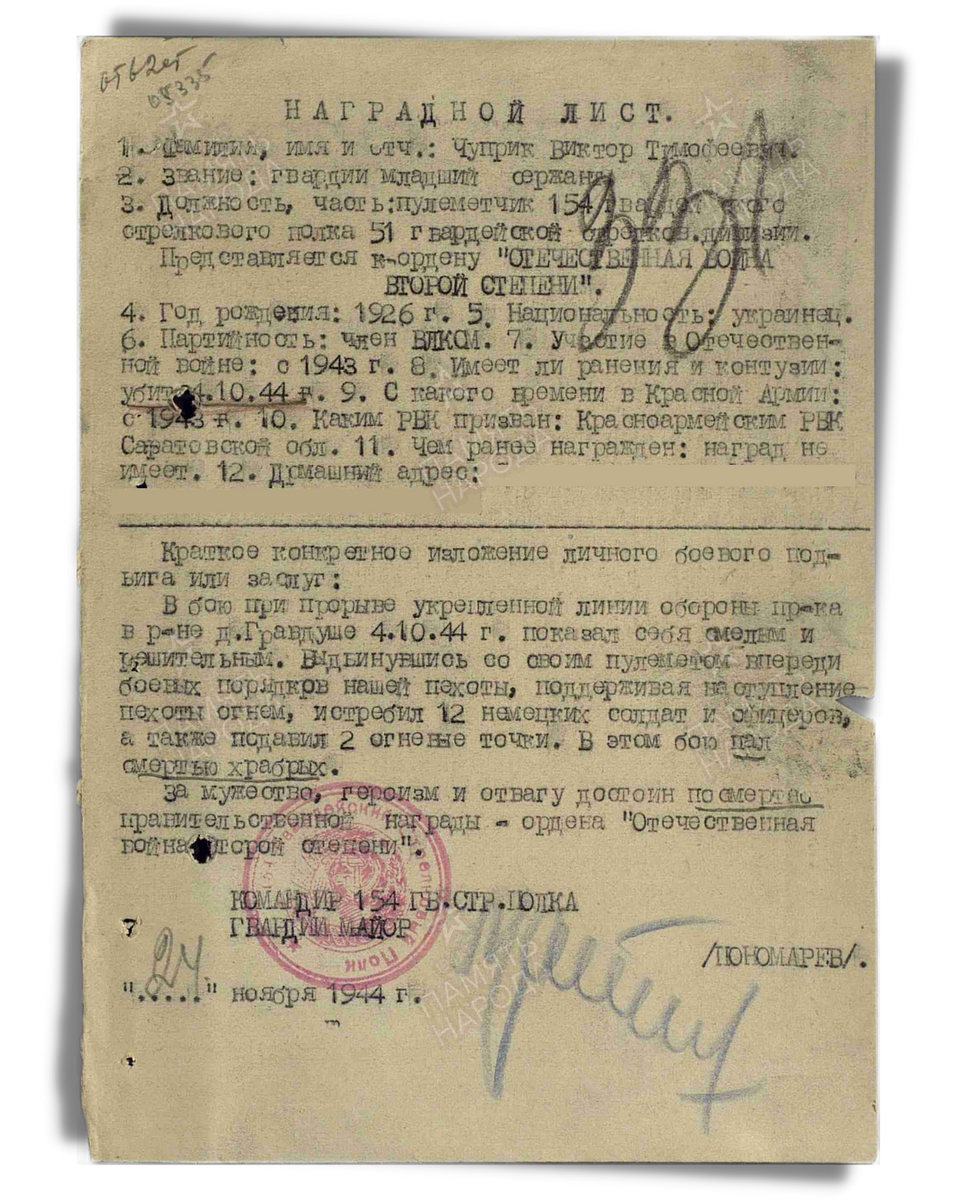 НАГРАДНОЙ ЛИСТ.
1. Фамилия, имя и отч.: Чуприк Виктор Тимофеевич.
2. Звание: гвардии младший сержант
3. Должность, часть:пулеметчик 154 гвардейского
стрелкового полка 51 гвардейской стрелков.дивизии.
Представляется к-ордену "ОТЕЧЕСТВЕННАЯ ВОЙНА
ВТОРОЙ СТЕПЕНИ".
4. Год рождения: 1926 г. 5. Национальность: украинец.
6. Партийность: член ВЛКСМ. 7. Участие в Отечествен-
ной войне: с 1943 г. 8. Имеет ли ранения и контузии:
убит 4.10.44 г. 9. С какого времени в Красной Армии:
с 1943 г. 10. Каким РВК призван: Красноармейским РВК
Саратовской обл. 11. Чем ранее награжден: наград не
имеет. 12. Домашний адрес:
Краткое конкретное изложение личного боевого под-
вига или заслуг:
В бою при прорыве укрепленной линии обороны пр-ка
в р-не д.Гравдуше 4.10.44 г. показал себя смелым и
решительным. Выдвинувшись со своим пулеметом впереди
боевых порядков нашей пехоты, поддерживая наступление
пехоты огнем, истребил 12 немецких солдат и офицеров,
а также подавил 2 огневые точки. В этом бою пал
смертью храбрых.
За мужество, героизм и отвагу достоин посмертно
правительственной награды - ордена "Отечественная
война второй степени".
КОМАНДИР 154 ГВ.СТР.ПОЛКА
ГВАРДИИ МАЙОР
/ПОНОМАРЕВ/.
"24" ноября 1944 г.
ПАМЯТЬ
НАРОДА